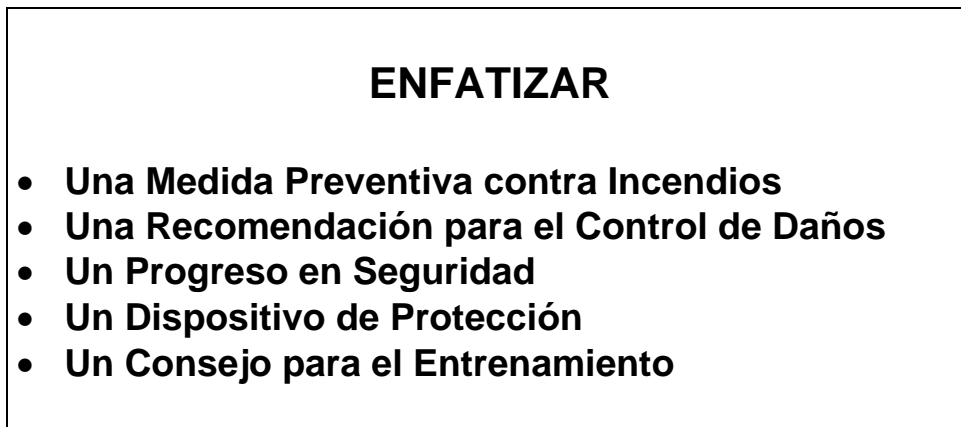 ENFATIZAR
• Una Medida Preventiva contra Incendios
• Una Recomendación para el Control de Daños
• Un Progreso en Seguridad
• Un Dispositivo de Protección
• Un Consejo para el Entrenamiento